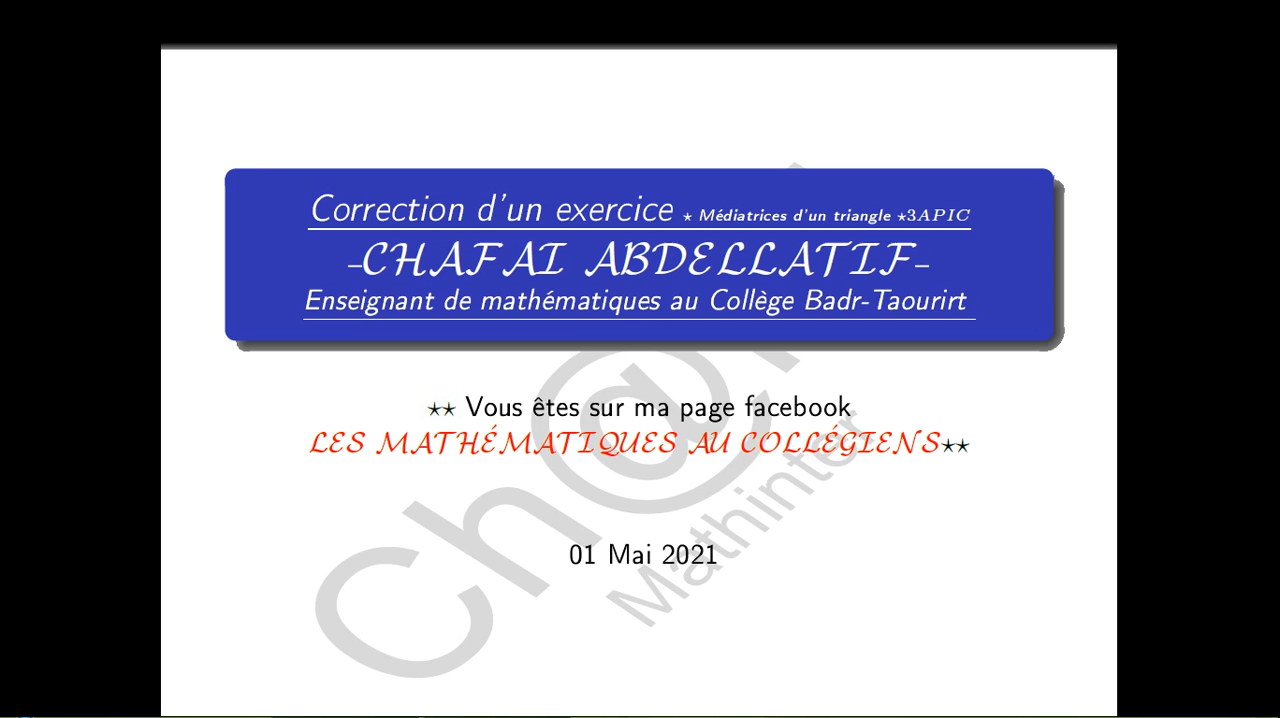 Correction d'un exercice ⋆ Médiatrices d'un triangle ⋆3APIC
–CHAFAI ABDELLATIF–
Enseignant de mathématiques au Collège Badr-Taourirt
⋆⋆ Vous êtes sur ma page facebook
LES MATHÉMATIQUES AU COLLÉGIENS⋆⋆
01 Mai 2021
Mathinter